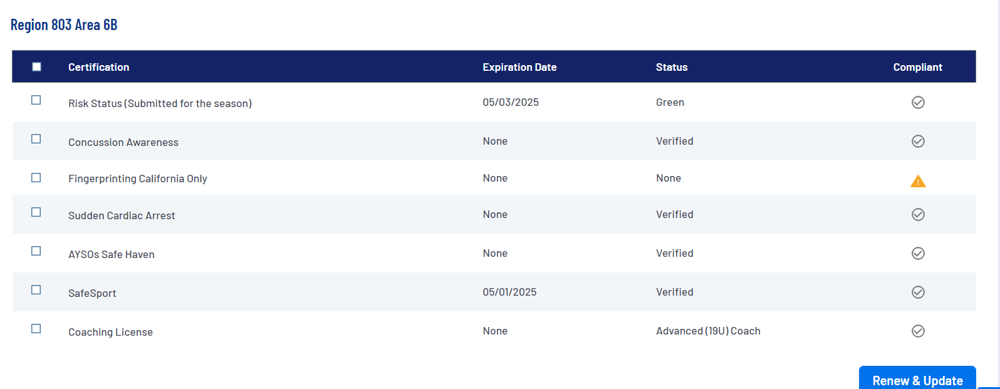 Region 803 Area 6B
Certification Expiration Date Status Compliant
Risk Status (Submitted for the season) 05/03/2025 Green
Concussion Awareness None Verified
Fingerprinting California Only None None
Sudden Cardiac Arrest None Verified
AYSOs Safe Haven None Verified
SafeSport 05/01/2025 Verified
Coaching License None Advanced (19U) Coach
Renew & Update